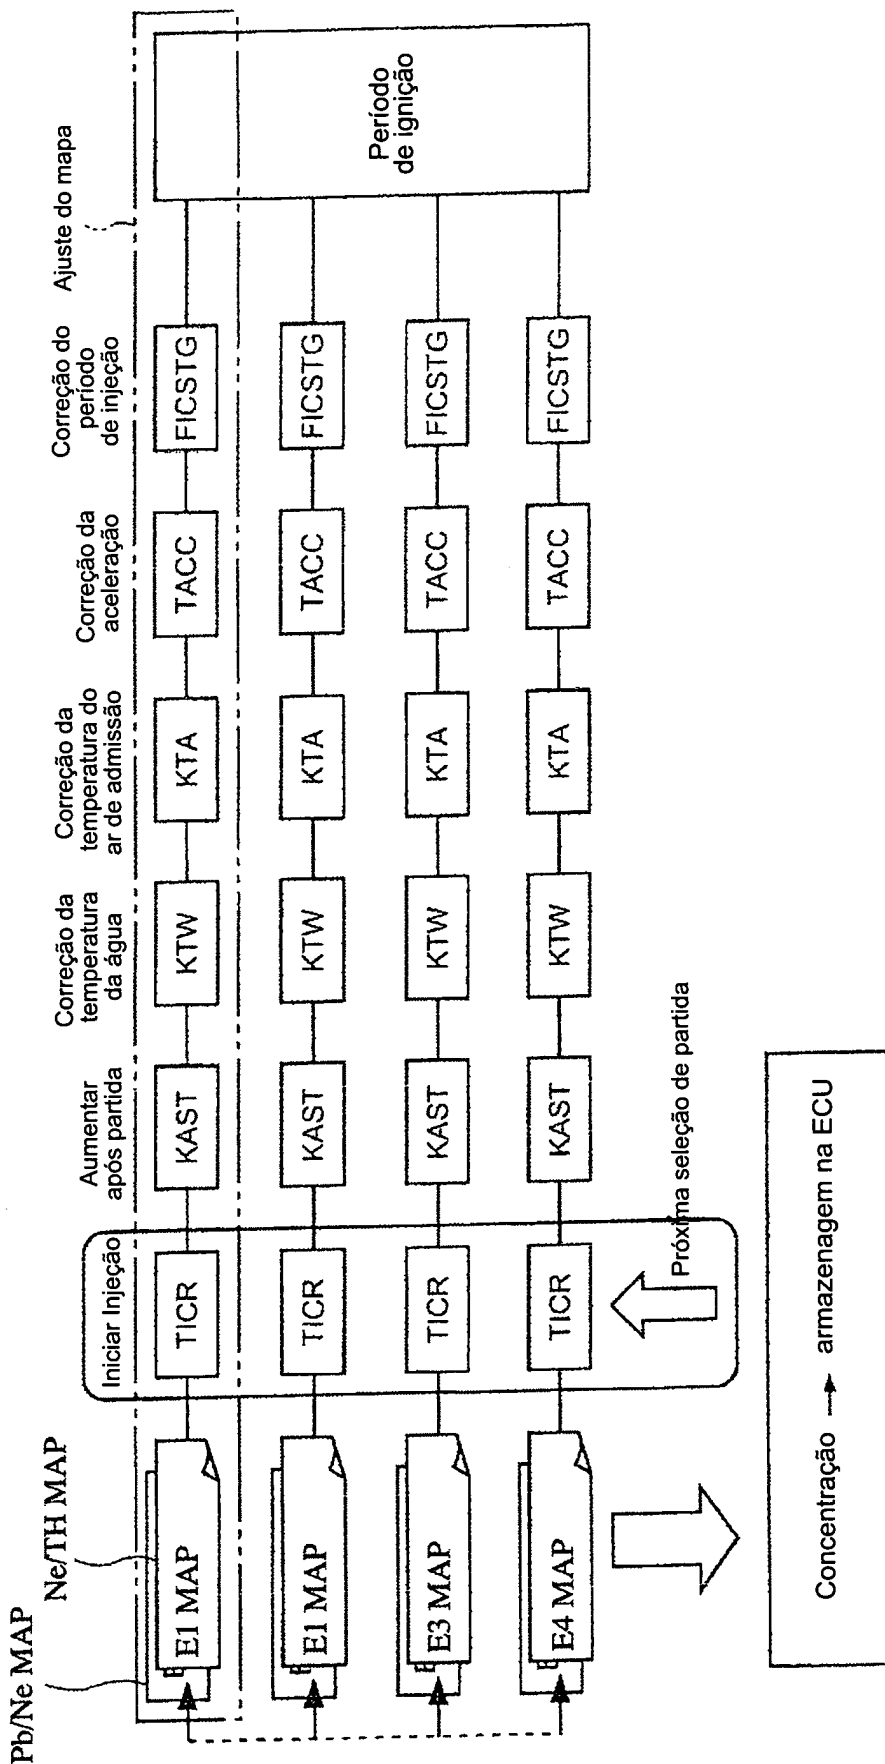 Pb/Ne MAP
Ne/TH MAP
Iniciar Injeção
Aumentar
após partida
Correção da
temperatura
da água
Correção da
temperatura do
ar de admissão
Correção da
aceleração
Correção do
período
de injeção
Ajuste do mapa
E1 MAP
TICR
KAST
KTW
KTA
TACC
FICSTG
E1 MAP
TICR
KAST
KTW
KTA
TACC
FICSTG
E3 MAP
TICR
KAST
KTW
KTA
TACC
FICSTG
E4 MAP
TICR
KAST
KTW
KTA
TACC
FICSTG
Período
de ignição
Próxima seleção de partida
Concentração → armazenagem na ECU